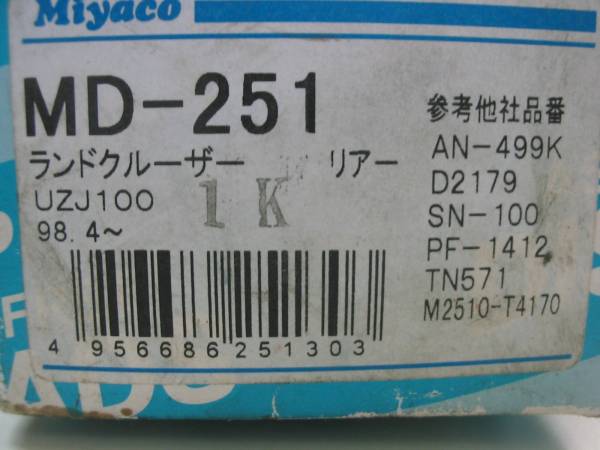 Miyaco
MD-251
ランドクルーザー リアー
UZJ100
98.4~
1K
参考他社品番
AN-499K
D2179
SN-100
PF-1412
TN571
M2510-T4170
4 956686 251303